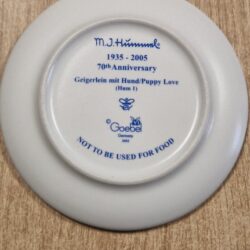 M.J. Hummel
1935 - 2005
70th Anniversary
Geigerlein mit Hund/Puppy Love
(Hum 1)
© Goebel
Germany
NOT TO BE USED FOR FOOD